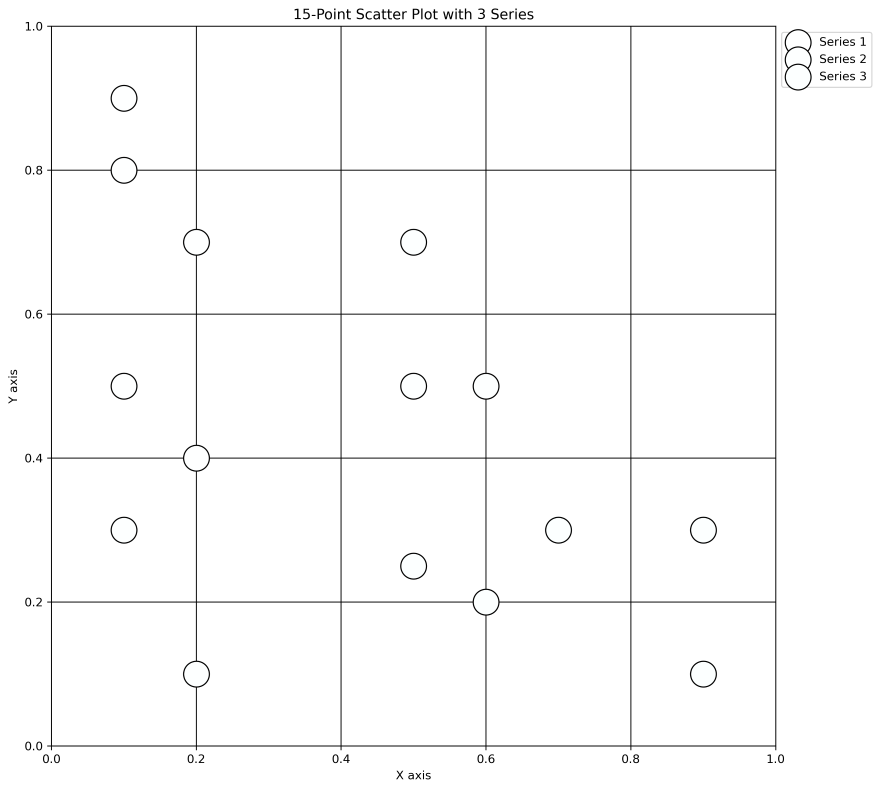 15-Point Scatter Plot with 3 Series
1.0
0.8
0.6
0.4
0.2
0.0
Y axis
0.0 0.2 0.4 0.6 0.8 1.0
X axis
Series 1
Series 2
Series 3